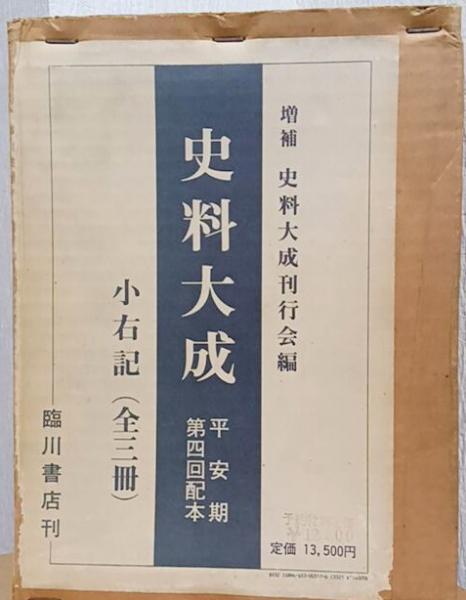 増補 史料大成刊行会編
史料大成
平安期
第四回配本
小右記（全三冊）
臨川書店刊
定価 13,500円